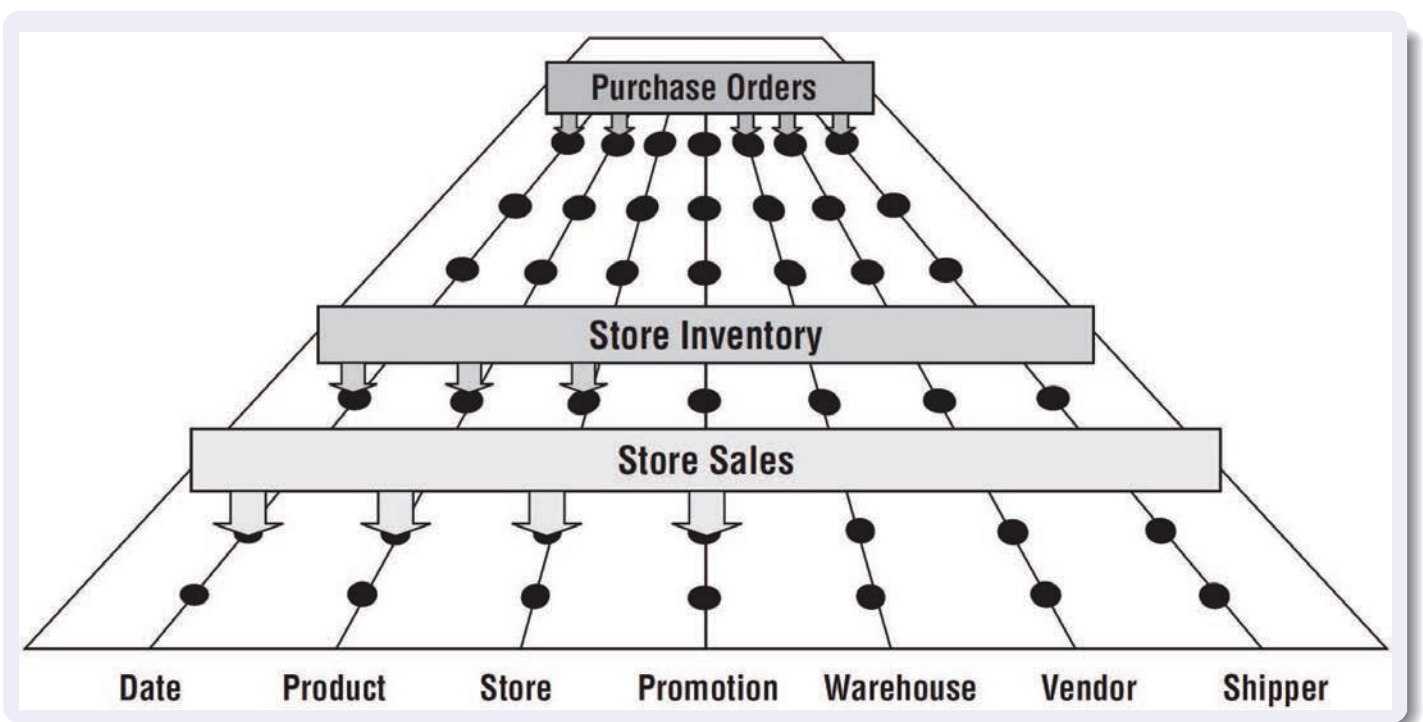 Purchase Orders
Store Inventory
Store Sales
Date Product Store Promotion Warehouse Vendor Shipper